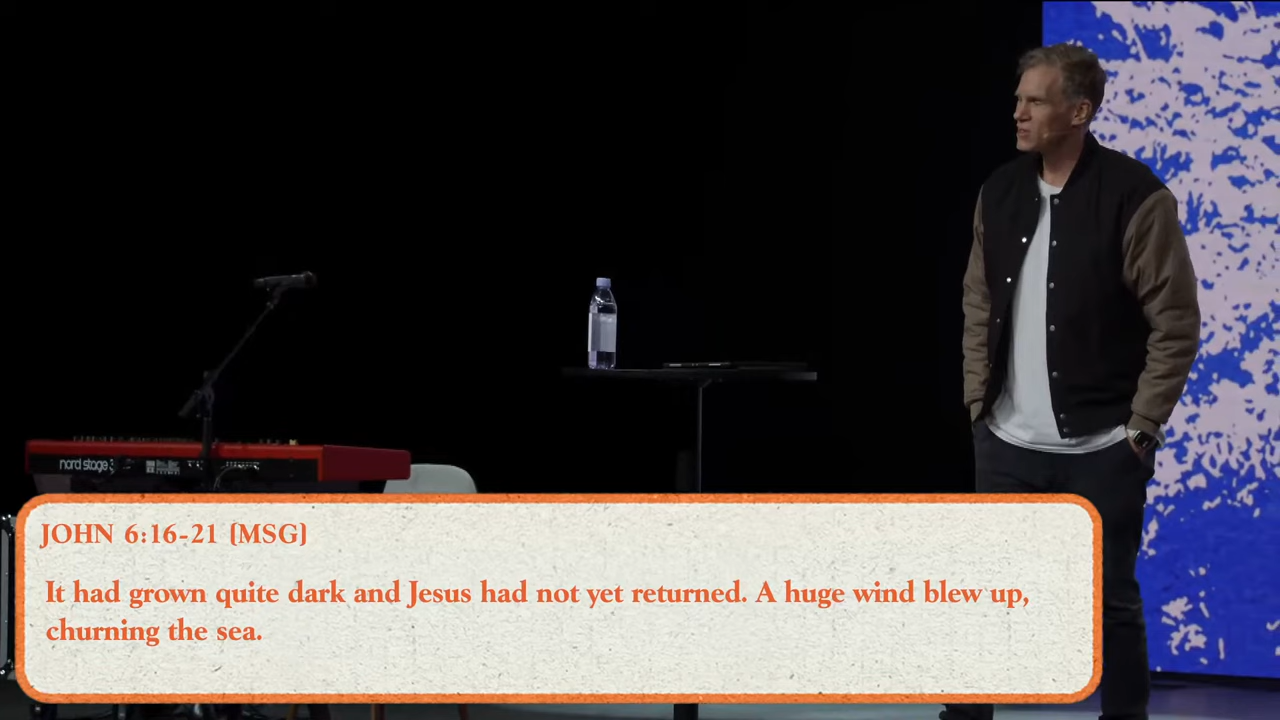 nord stage 3
JOHN 6:16-21 (MSG)
It had grown quite dark and Jesus had not yet returned. A huge wind blew up,
churning the sea.